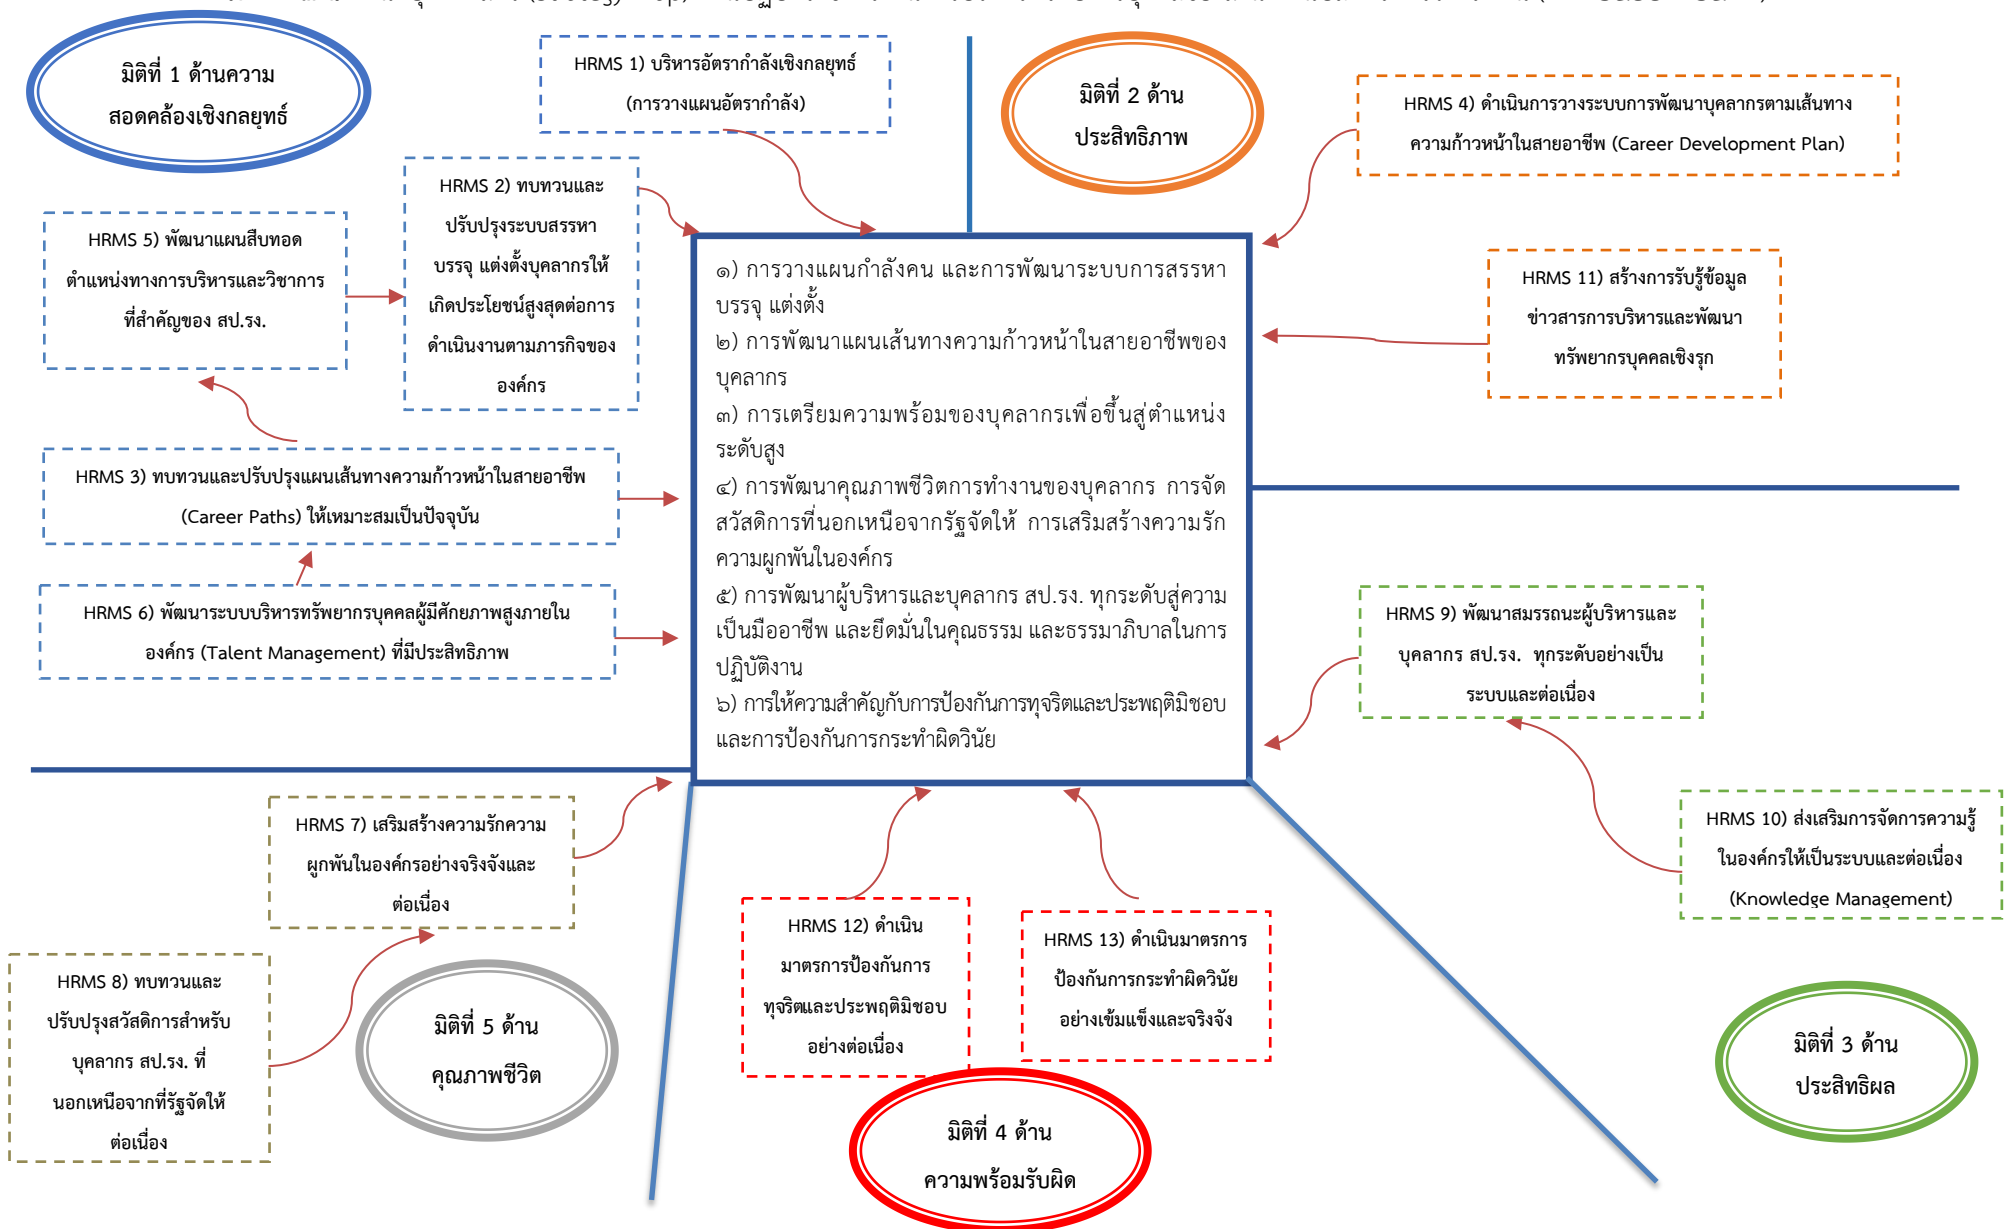 มิติที่ 1 ด้านความ
สอดคล้องเชิงกลยุทธ์
HRMS 1) บริหารอัตรากำลังเชิงกลยุทธ์
(การวางแผนอัตรากำลัง)
มิติที่ 2 ด้าน
ประสิทธิภาพ
HRMS 4) ดำเนินการวางระบบการพัฒนาบุคลากรตามเส้นทาง
ความก้าวหน้าในสายอาชีพ (Career Development Plan)
HRMS 2) ทบทวนและ
ปรับปรุงระบบสรรหา
บรรจุ แต่งตั้งบุคลากรให้
เกิดประโยชน์สูงสุดต่อการ
ดำเนินงานตามภารกิจของ
องค์กร
HRMS 5) พัฒนาแผนสืบทอด
ตำแหน่งทางการบริหารและวิชาการ
ที่สำคัญของ สป.รง.
HRMS 11) สร้างการรับรู้ข้อมูล
ข่าวสารการบริหารและพัฒนา
ทรัพยากรบุคคลเชิงรุก
๑) การวางแผนกำลังคน และการพัฒนาระบบการสรรหา
บรรจุ แต่งตั้ง
๒) การพัฒนาแผนเส้นทางความก้าวหน้าในสายอาชีพของ
บุคลากร
๓) การเตรียมความพร้อมของบุคลากรเพื่อขึ้นสู่ตำแหน่ง
ระดับสูง
๔) การพัฒนาคุณภาพชีวิตการทำงานของบุคลากร การจัด
สวัสดิการที่นอกเหนือจากรัฐจัดให้ การเสริมสร้างความรัก
ความผูกพันในองค์กร
๕) การพัฒนาผู้บริหารและบุคลากร สป.รง. ทุกระดับสู่ความ
เป็นมืออาชีพ และยึดมั่นในคุณธรรม และธรรมาภิบาลในการ
ปฏิบัติงาน
๖) การให้ความสำคัญกับการป้องกันการทุจริตและประพฤติมิชอบ
และการป้องกันการกระทำผิดวินัย
HRMS 3) ทบทวนและปรับปรุงแผนเส้นทางความก้าวหน้าในสายอาชีพ
(Career Paths) ให้เหมาะสมเป็นปัจจุบัน
HRMS 6) พัฒนาระบบบริหารทรัพยากรบุคคลผู้มีศักยภาพสูงภายใน
องค์กร (Talent Management) ที่มีประสิทธิภาพ
HRMS 9) พัฒนาสมรรถนะผู้บริหารและ
บุคลากร สป.รง. ทุกระดับอย่างเป็น
ระบบและต่อเนื่อง
HRMS 7) เสริมสร้างความรักความ
ผูกพันในองค์กรอย่างจริงจังและ
ต่อเนื่อง
HRMS 10) ส่งเสริมการจัดการความรู้
ในองค์กรให้เป็นระบบและต่อเนื่อง
(Knowledge Management)
HRMS 12) ดำเนิน
มาตรการป้องกันการ
ทุจริตและประพฤติมิชอบ
อย่างต่อเนื่อง
HRMS 13) ดำเนินมาตรการ
ป้องกันการกระทำผิดวินัย
อย่างเข้มแข็งและจริงจัง
HRMS 8) ทบทวนและ
ปรับปรุงสวัสดิการสำหรับ
บุคลากร สป.รง. ที่
นอกเหนือจากที่รัฐจัดให้
ต่อเนื่อง
มิติที่ 5 ด้าน
คุณภาพชีวิต
มิติที่ 3 ด้าน
ประสิทธิผล
มิติที่ 4 ด้าน
ความพร้อมรับผิด